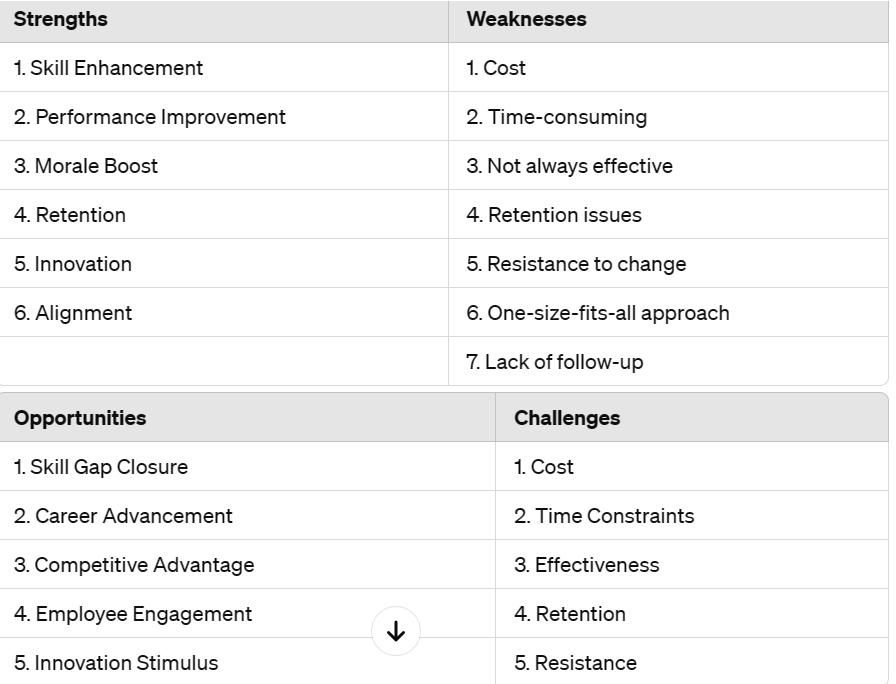 Strengths Weaknesses
1. Skill Enhancement 1. Cost
2. Performance Improvement 2. Time-consuming
3. Morale Boost 3. Not always effective
4. Retention 4. Retention issues
5. Innovation 5. Resistance to change
6. Alignment 6. One-size-fits-all approach
7. Lack of follow-up
Opportunities Challenges
1. Skill Gap Closure 1. Cost
2. Career Advancement 2. Time Constraints
3. Competitive Advantage 3. Effectiveness
4. Employee Engagement 4. Retention
5. Innovation Stimulus 5. Resistance